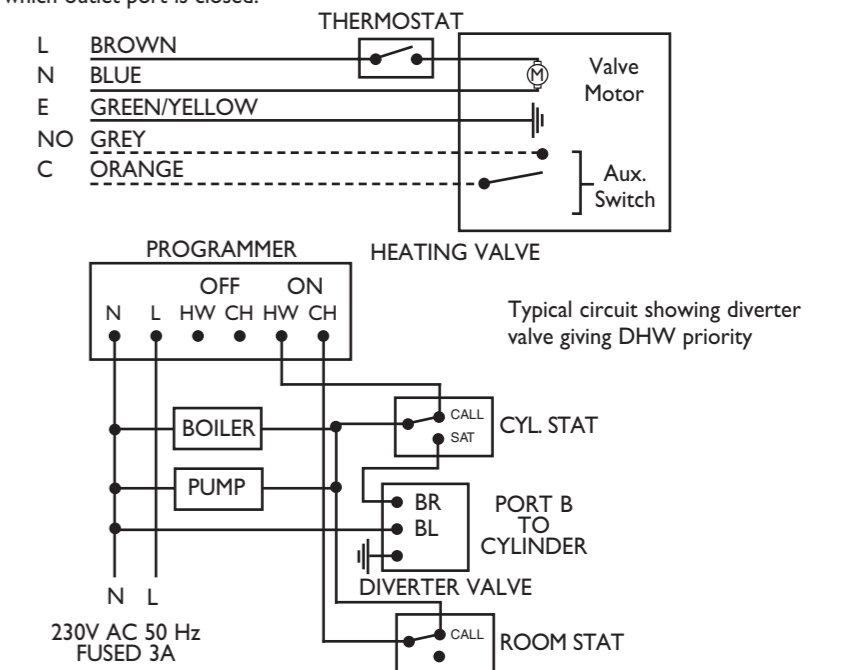 which outlet port is closed.
THERMOSTAT
L BROWN
N BLUE
E GREEN/YELLOW
NO GREY
C ORANGE
M
Valve
Motor
Aux.
Switch
HEATING VALVE
PROGRAMMER
OFF ON
N L HW CH HW CH
Typical circuit showing diverter
valve giving DHW priority
BOILER
PUMP
CALL
SAT
CYL. STAT
BR
BL
PORT B
TO
CYLINDER
DIVERTER VALVE
N L
230V AC 50 Hz
FUSED 3A
CALL
ROOM STAT